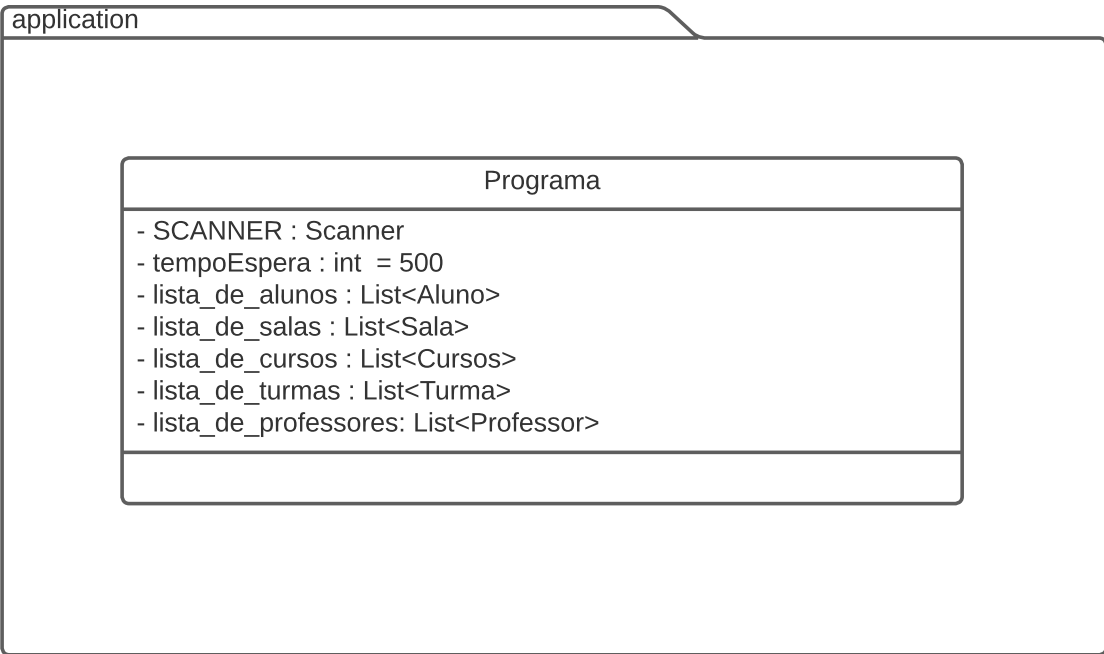 application
Programa
- SCANNER : Scanner
- tempoEspera : int  = 500
- lista_de_alunos : List<Aluno>
- lista_de_salas : List<Sala>
- lista_de_cursos : List<Cursos>
- lista_de_turmas : List<Turma>
- lista_de_professores: List<Professor>